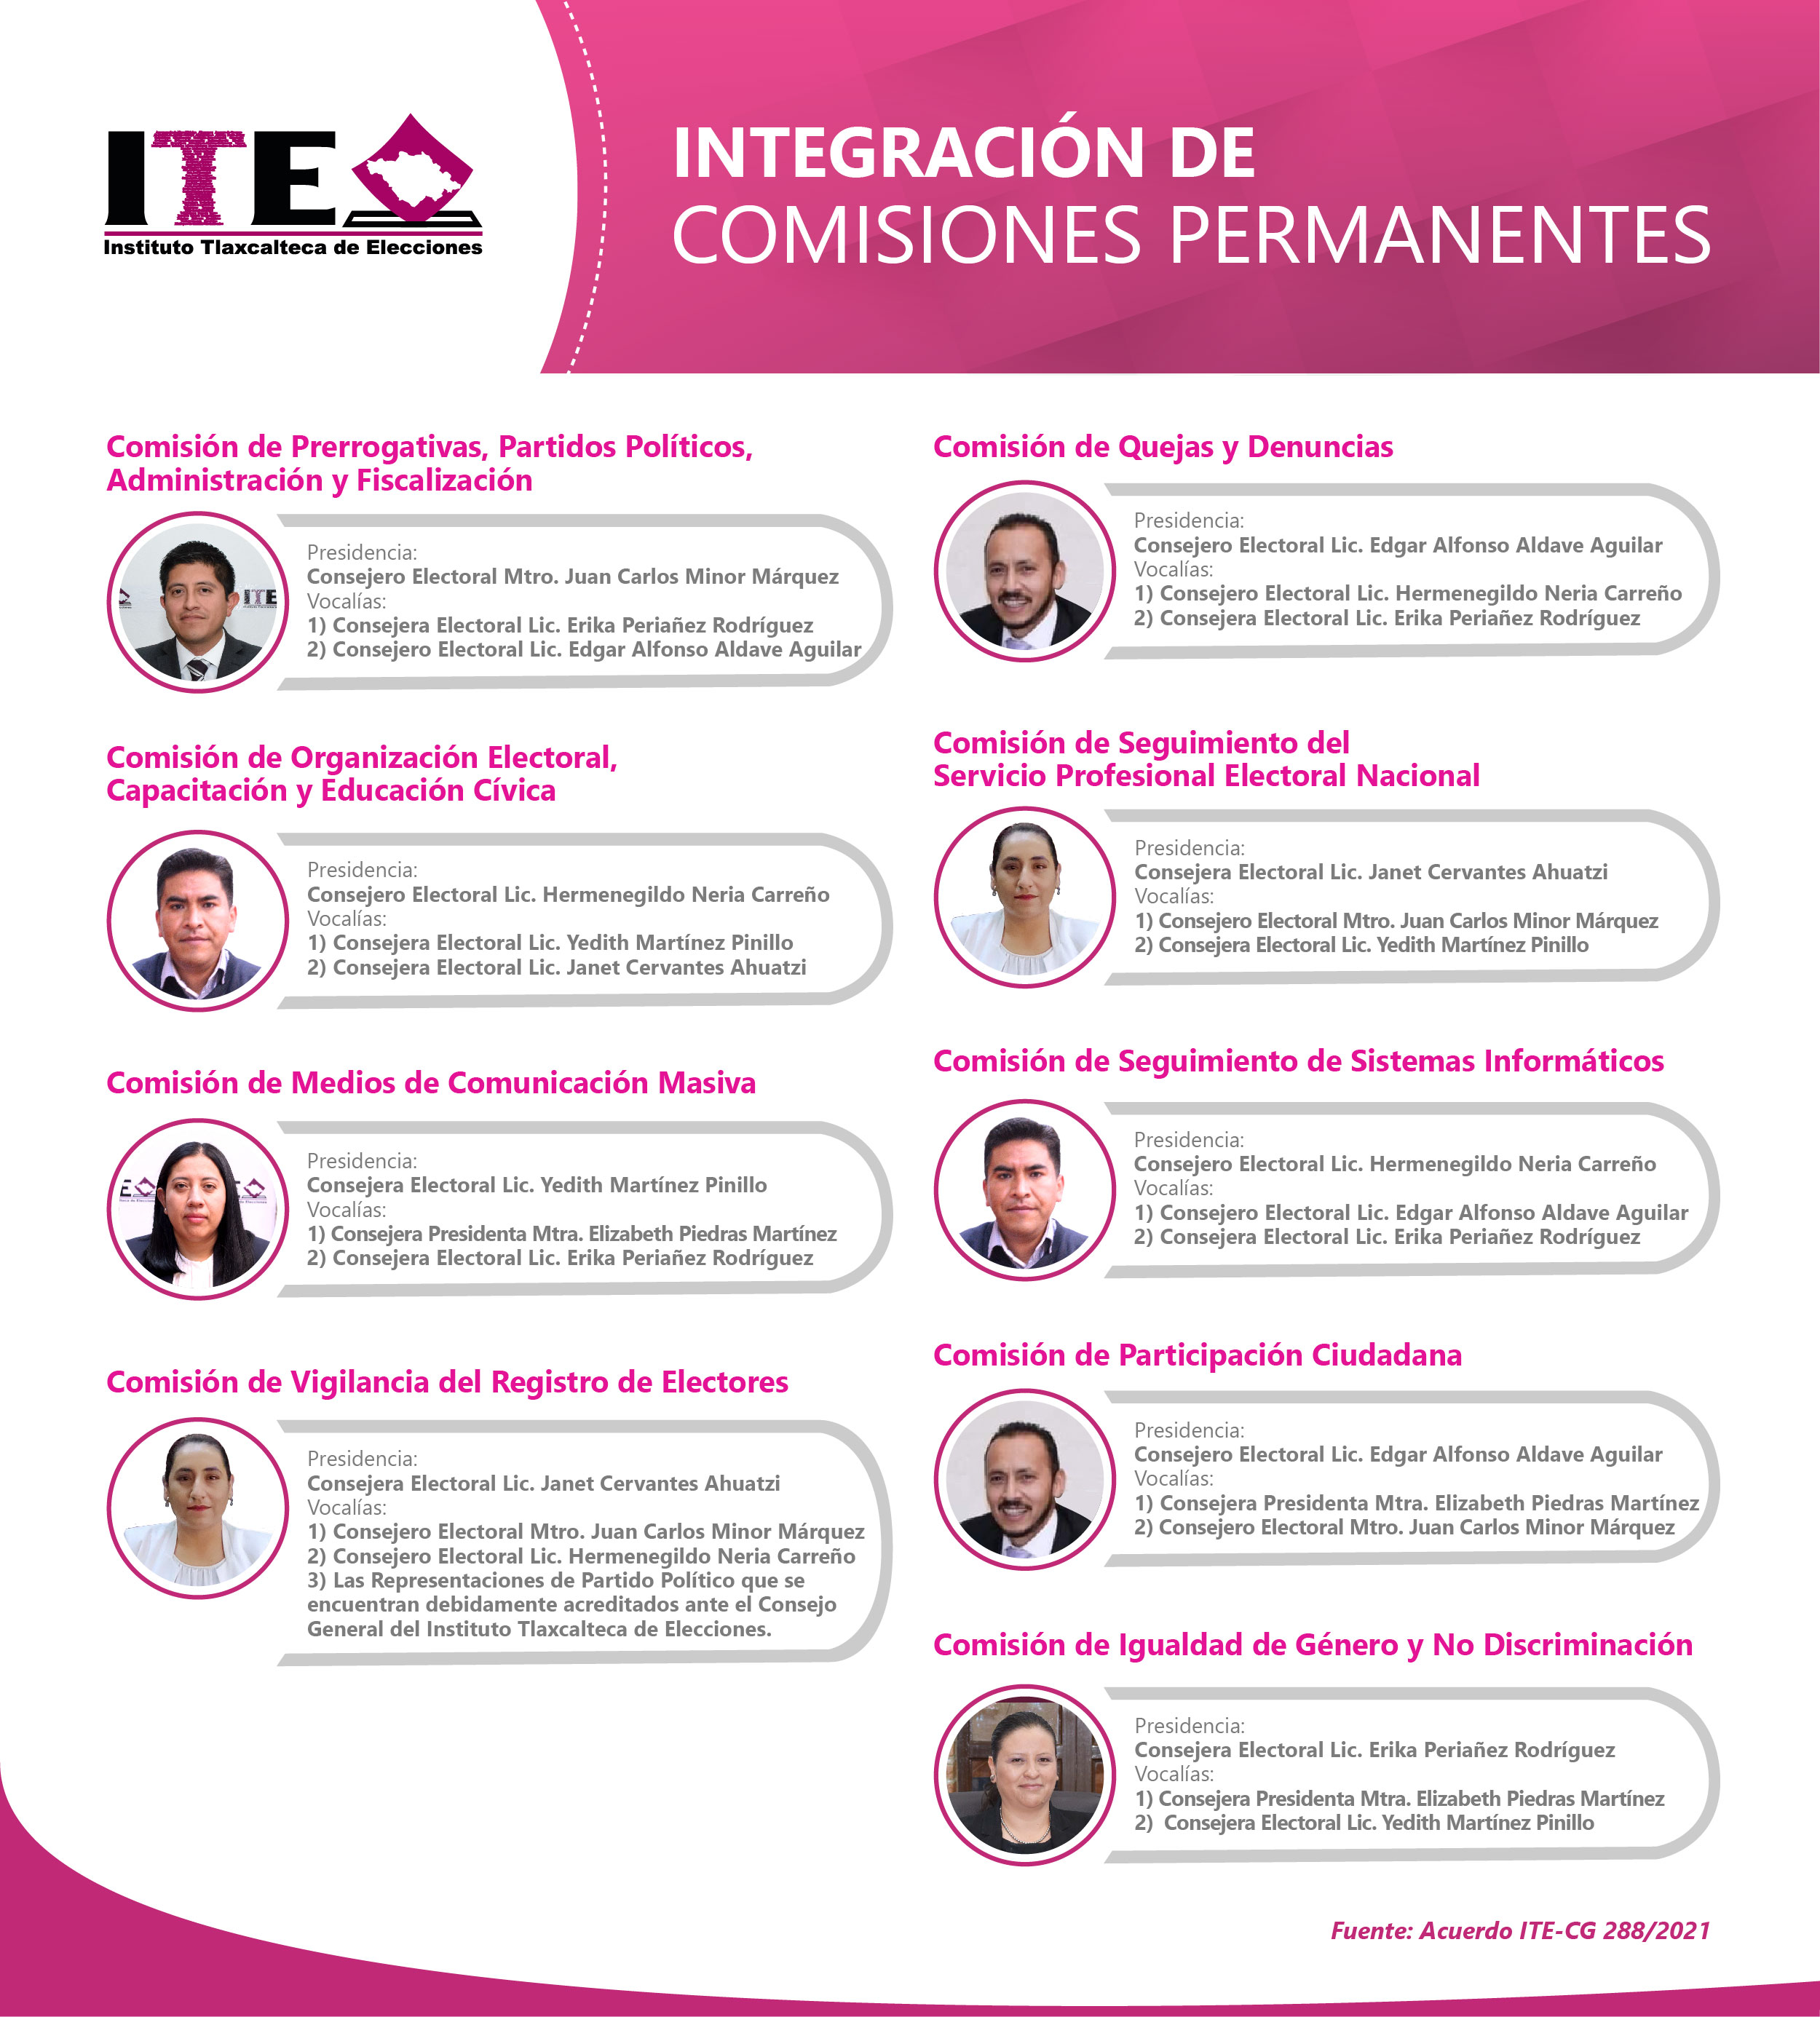 ITE
Instituto Tlaxcalteca de Elecciones
INTEGRACIÓN DE
COMISIONES PERMANENTES
Comisión de Prerrogativas, Partidos Políticos,
Administración y Fiscalización
ITE
Presidencia:
Consejero Electoral Mtro. Juan Carlos Minor Márquez
Vocalías:
1) Consejera Electoral Lic. Erika Periañez Rodríguez
2) Consejero Electoral Lic. Edgar Alfonso Aldave Aguilar
Comisión de Organización Electoral,
Capacitación y Educación Cívica
Presidencia:
Consejero Electoral Lic. Hermenegildo Neria Carreño
Vocalías:
1) Consejera Electoral Lic. Yedith Martínez Pinillo
2) Consejera Electoral Lic. Janet Cervantes Ahuatzi
Comisión de Medios de Comunicación Masiva
Presidencia:
Consejera Electoral Lic. Yedith Martínez Pinillo
Vocalías:
1) Consejera Presidenta Mtra. Elizabeth Piedras Martínez
2) Consejera Electoral Lic. Erika Periañez Rodríguez
Comisión de Vigilancia del Registro de Electores
Presidencia:
Consejera Electoral Lic. Janet Cervantes Ahuatzi
Vocalías:
1) Consejero Electoral Mtro. Juan Carlos Minor Márquez
2) Consejero Electoral Lic. Hermenegildo Neria Carreño
3) Las Representaciones de Partido Político que se
encuentran debidamente acreditados ante el Consejo
General del Instituto Tlaxcalteca de Elecciones.
Comisión de Quejas y Denuncias
Presidencia:
Consejero Electoral Lic. Edgar Alfonso Aldave Aguilar
Vocalías:
1) Consejero Electoral Lic. Hermenegildo Neria Carreño
2) Consejera Electoral Lic. Erika Periañez Rodríguez
Comisión de Seguimiento del
Servicio Profesional Electoral Nacional
Presidencia:
Consejera Electoral Lic. Janet Cervantes Ahuatzi
Vocalías:
1) Consejero Electoral Mtro. Juan Carlos Minor Márquez
2) Consejera Electoral Lic. Yedith Martínez Pinillo
Comisión de Seguimiento de Sistemas Informáticos
Presidencia:
Consejero Electoral Lic. Hermenegildo Neria Carreño
Vocalías:
1) Consejero Electoral Lic. Edgar Alfonso Aldave Aguilar
2) Consejera Electoral Lic. Erika Periañez Rodríguez
Comisión de Participación Ciudadana
Presidencia:
Consejero Electoral Lic. Edgar Alfonso Aldave Aguilar
Vocalías:
1) Consejera Presidenta Mtra. Elizabeth Piedras Martínez
2) Consejero Electoral Mtro. Juan Carlos Minor Márquez
Comisión de Igualdad de Género y No Discriminación
Presidencia:
Consejera Electoral Lic. Erika Periañez Rodríguez
Vocalías:
1) Consejera Presidenta Mtra. Elizabeth Piedras Martínez
2) Consejera Electoral Lic. Yedith Martínez Pinillo
Fuente: Acuerdo ITE-CG 288/2021